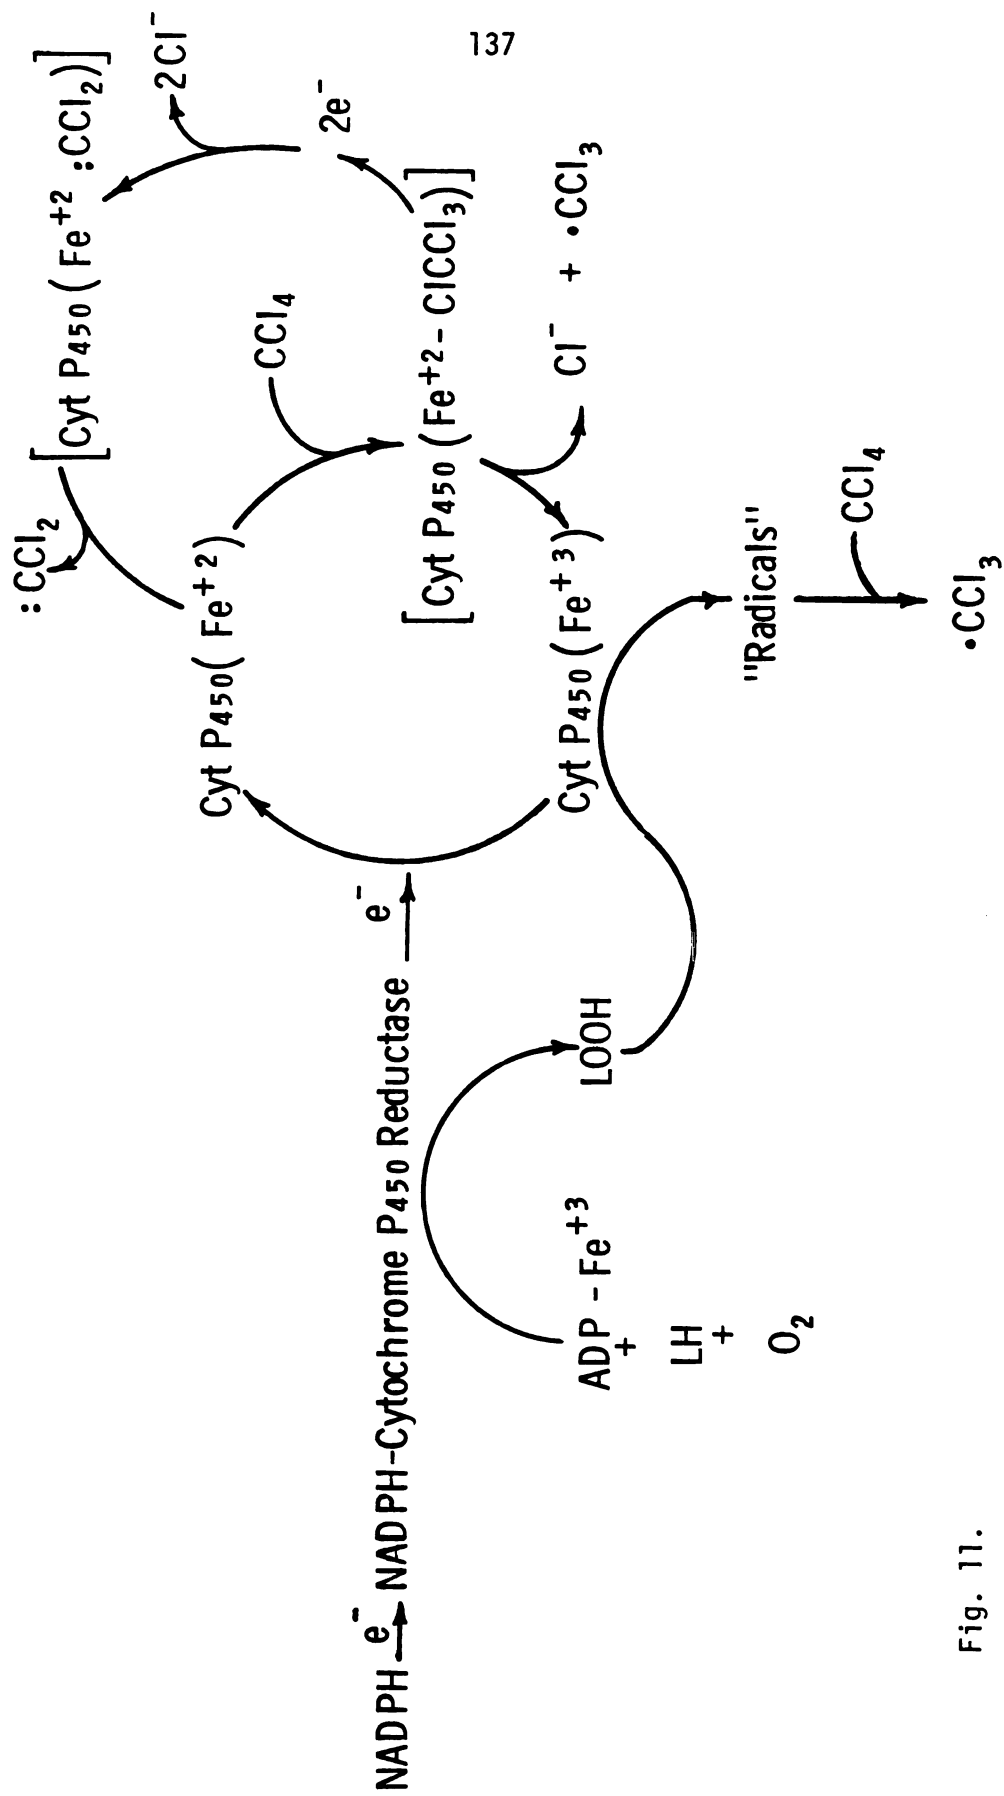 137
:CCl₂
[Cyt P₄₅₀(Fe⁺² :CCl₂)]
2Cl⁻
Cyt P₄₅₀(Fe⁺²)
CCl₄
2e⁻
NADPH e⁻ NADPH-Cytochrome P₄₅₀ Reductase e⁻
[Cyt P₄₅₀(Fe⁺²-ClCCl₃)]
Cyt P₄₅₀(Fe⁺³)
Cl⁻ + •CCl₃
ADP - Fe⁺³
+
LH
+
O₂
LOOH
"Radicals"
CCl₄
•CCl₃
Fig. 11.